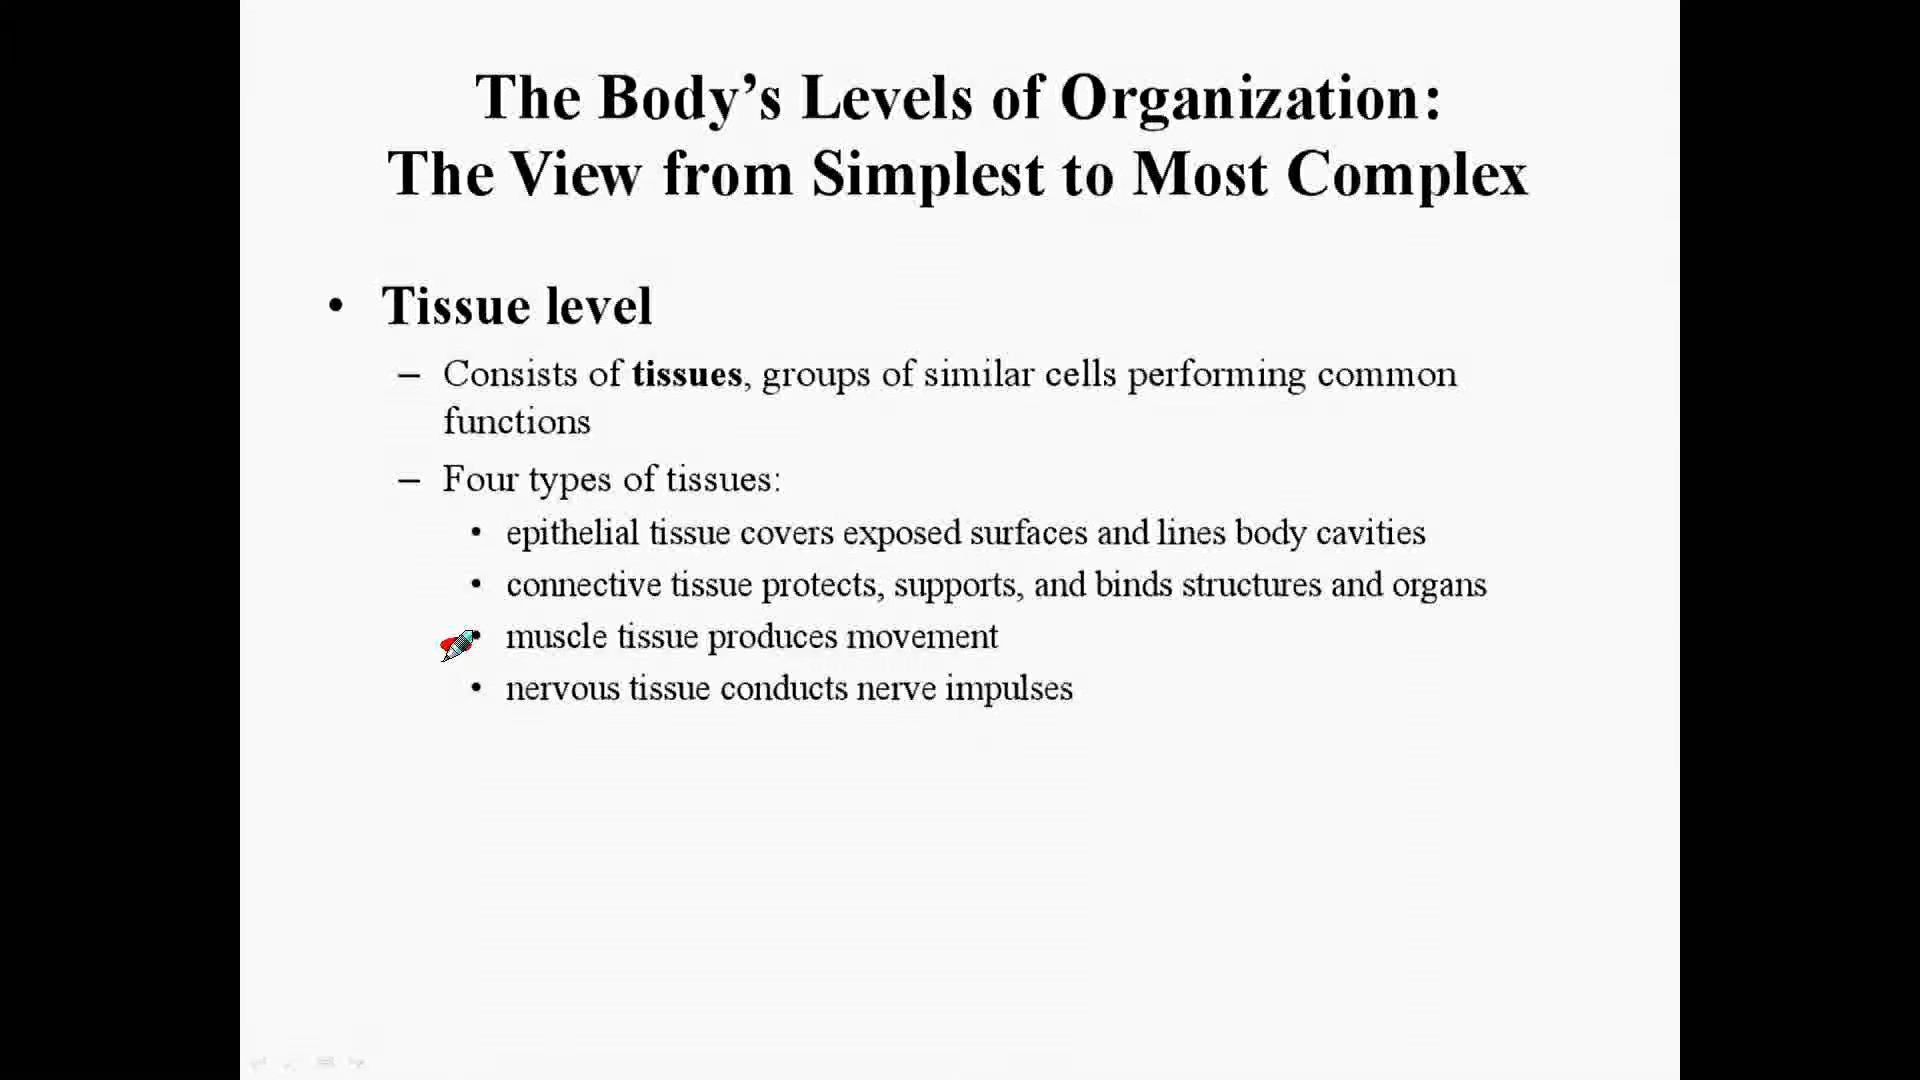 The Body’s Levels of Organization:
The View from Simplest to Most Complex
• Tissue level
– Consists of tissues, groups of similar cells performing common
functions
– Four types of tissues:
• epithelial tissue covers exposed surfaces and lines body cavities
• connective tissue protects, supports, and binds structures and organs
• muscle tissue produces movement
• nervous tissue conducts nerve impulses